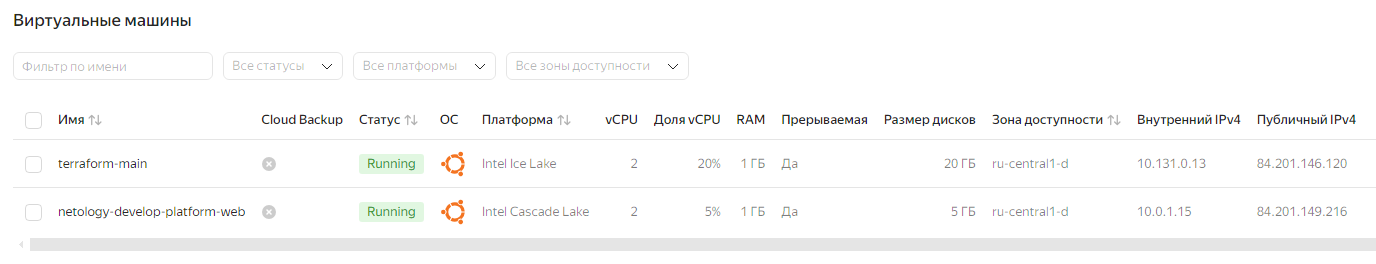 Виртуальные машины
Фильтр по имени Все статусы Все платформы Все зоны доступности
Имя Cloud Backup Статус ОС Платформа vCPU Доля vCPU RAM Прерываемая Размер дисков Зона доступности Внутренний IPv4 Публичный IPv4
terraform-main Running Intel Ice Lake 2 20% 1 ГБ Да 20 ГБ ru-central1-d 10.131.0.13 84.201.146.120
netology-develop-platform-web Running Intel Cascade Lake 2 5% 1 ГБ Да 5 ГБ ru-central1-d 10.0.1.15 84.201.149.216